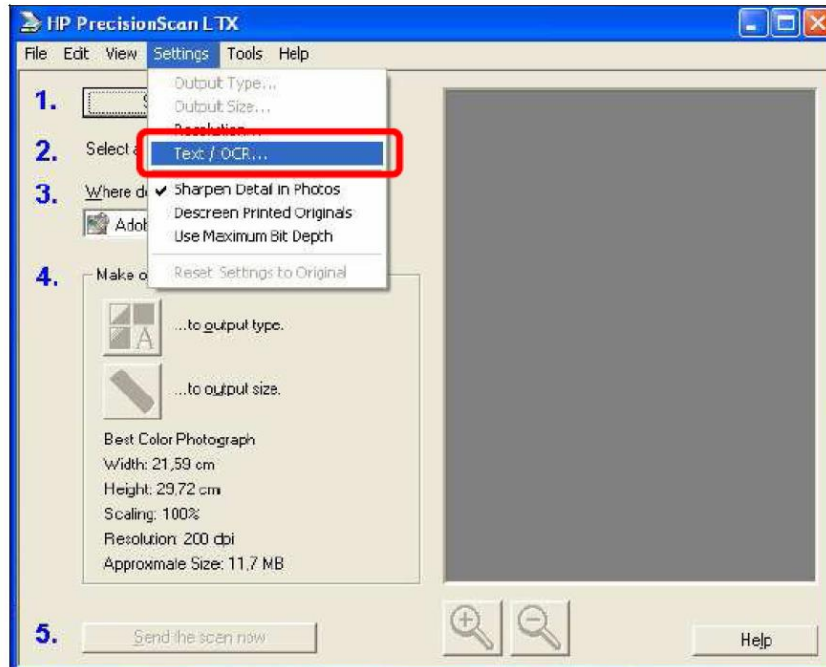 HP PrecisionScan LTX
File Edit View Settings Tools Help
Output Type...
1.
Output Size...
Resolution...
2. Select
Text / OCR...
3. Where d
Sharpen Detail in Photos
Descreen Printed Originals
Adob
Use Maximum Bit Depth
4. Make o
Reset Settings to Original
A
...to output type.
...to output size.
Best Color Photograph
Width: 21,59 cm
Height: 29,72 cm
Scaling: 100%
Resolution: 200 dpi
Approximate Size: 11,7 MB
5. Send the scan now
Help